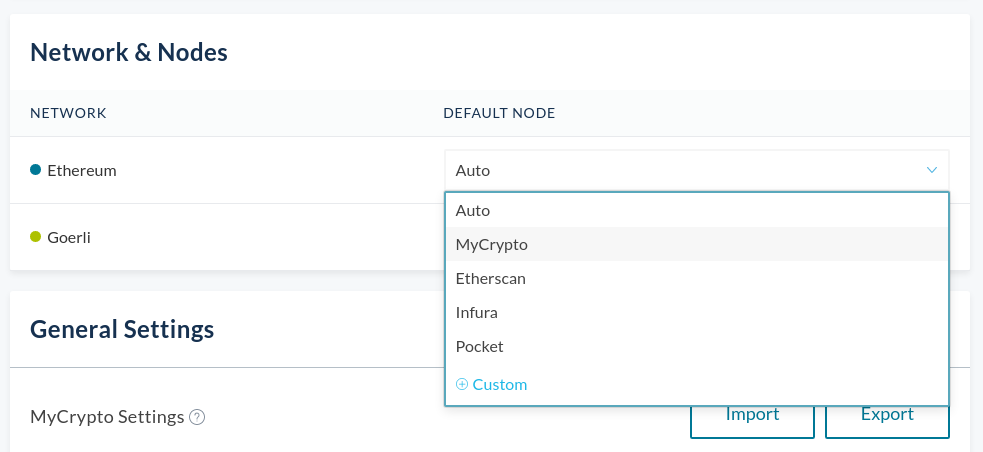 Network & Nodes
NETWORK DEFAULT NODE
Ethereum Auto
Auto
Goerli
MyCrypto
Etherscan
Infura
Pocket
Custom
General Settings
MyCrypto Settings ? Import Export